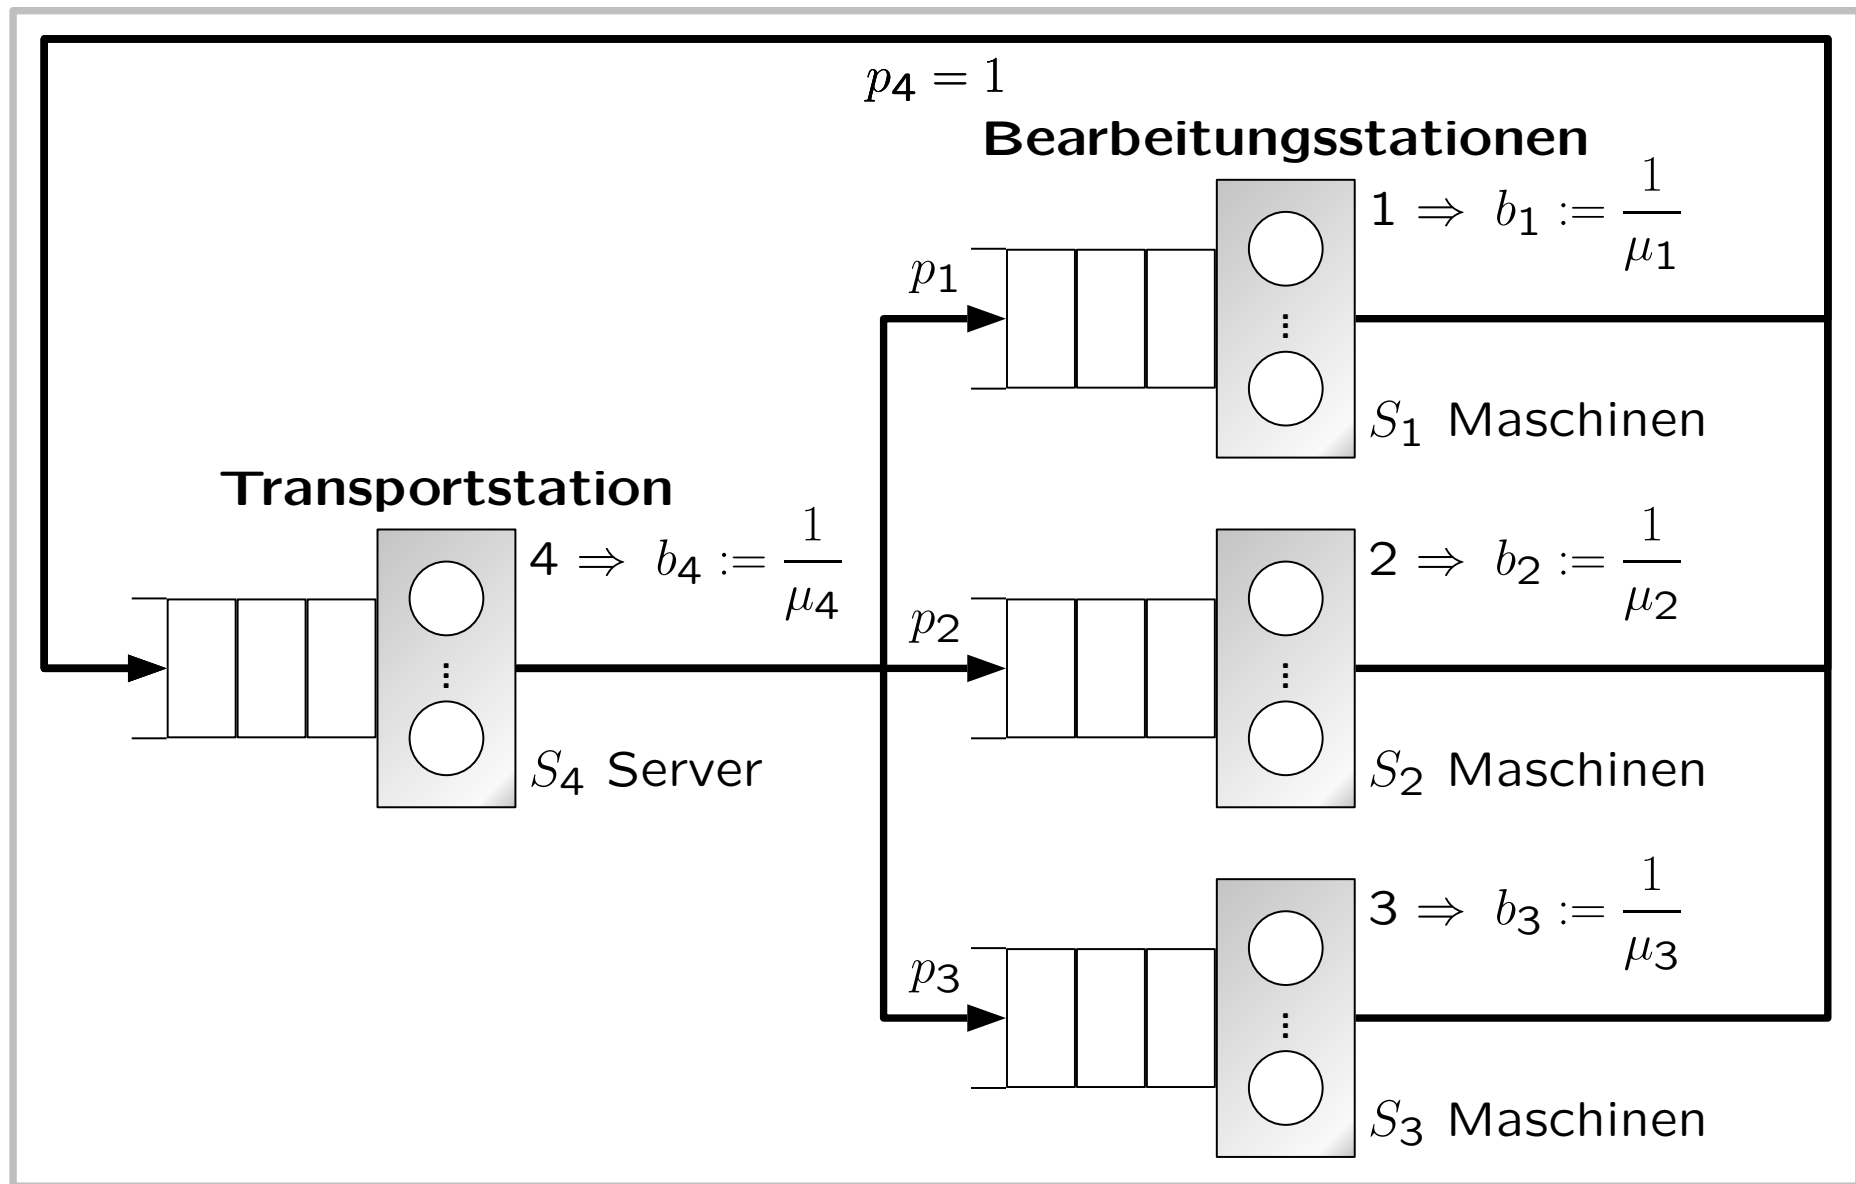 p₄ = 1
Bearbeitungsstationen
1 ⇒ b₁ := 1/μ₁
p₁
S₁ Maschinen
Transportstation
4 ⇒ b₄ := 1/μ₄
2 ⇒ b₂ := 1/μ₂
p₂
S₄ Server
S₂ Maschinen
3 ⇒ b₃ := 1/μ₃
p₃
S₃ Maschinen